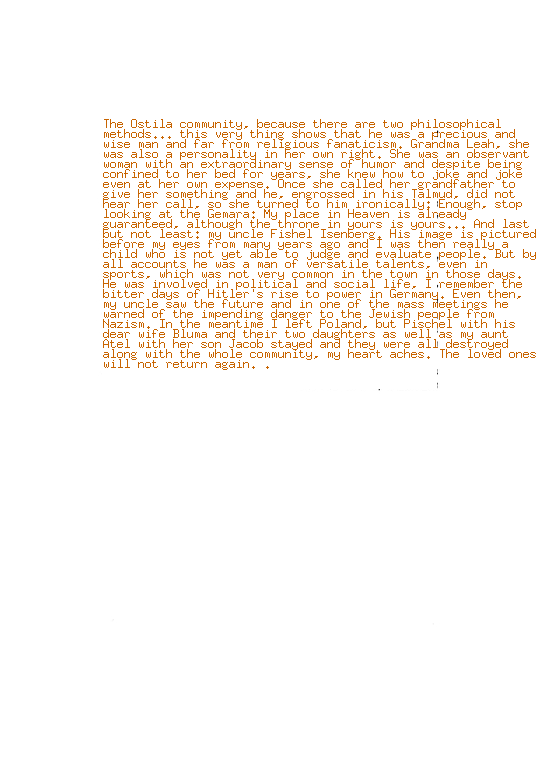 The Ostila community, because there are two philosophical
methods... this very thing shows that he was a precious and
wise man and far from religious fanaticism. Grandma Leah, she
was also a personality in her own right. She was an observant
woman with an extraordinary sense of humor and despite being
confined to her bed for years, she knew how to joke and joke
even at her own expense. Once she called her grandfather to
give her something and he, engrossed in his Talmud, did not
hear her call, so she turned to him ironically: Enough, stop
looking at the Gemara: My place in Heaven is already
guaranteed, although the throne in yours is yours... And last
but not least: my uncle Fishel Isenberg. His image is pictured
before my eyes from many years ago and I was then really a
child who is not yet able to judge and evaluate people. But by
all accounts he was a man of versatile talents, even in
sports, which was not very common in the town in those days.
He was involved in political and social life, I remember the
bitter days of Hitler's rise to power in Germany. Even then,
my uncle saw the future and in one of the mass meetings he
warned of the impending danger to the Jewish people from
Nazism. In the meantime I left Poland, but Pischel with his
dear wife Bluma and their two daughters as well as my aunt
Atel with her son Jacob stayed and they were all destroyed
along with the whole community, my heart aches. The loved ones
will not return again. .